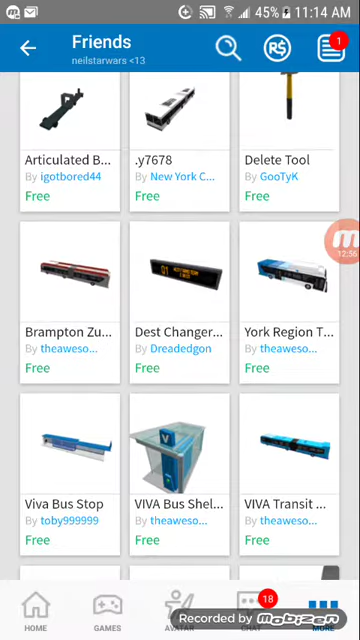 45% 11:14 AM
Friends
neilstarwars <13
R$
1
12:56
Articulated B... .y7678 Delete Tool
By igotbored44 By New York C... By GooTyK
Free Free Free
Brampton Zu... Dest Changer... York Region T...
By theaweso... By Dreadedgon By theaweso...
Free Free Free
V
Viva Bus Stop VIVA Bus Shel... VIVA Transit ...
By toby999999 By theaweso... By theaweso...
Free Free Free
18
HOME GAMES AVATAR CHAT MORE
Recorded by mobizen